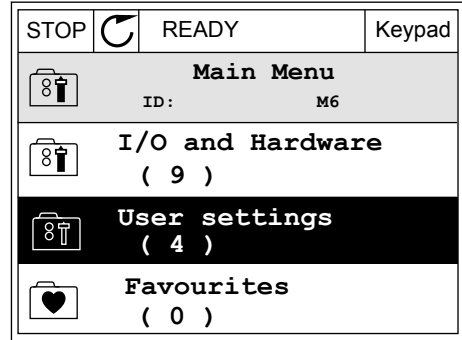 STOP READY Keypad
Main Menu
ID: M6
I/O and Hardware
( 9 )
User settings
( 4 )
Favourites
( 0 )